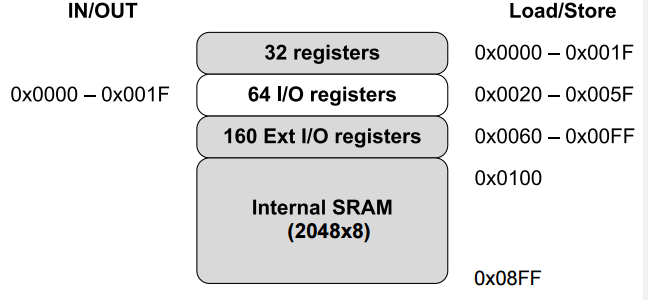 IN/OUT
Load/Store
32 registers
0x0000 – 0x001F
0x0000 – 0x001F
64 I/O registers
0x0020 – 0x005F
160 Ext I/O registers
0x0060 – 0x00FF
0x0100
Internal SRAM
(2048x8)
0x08FF